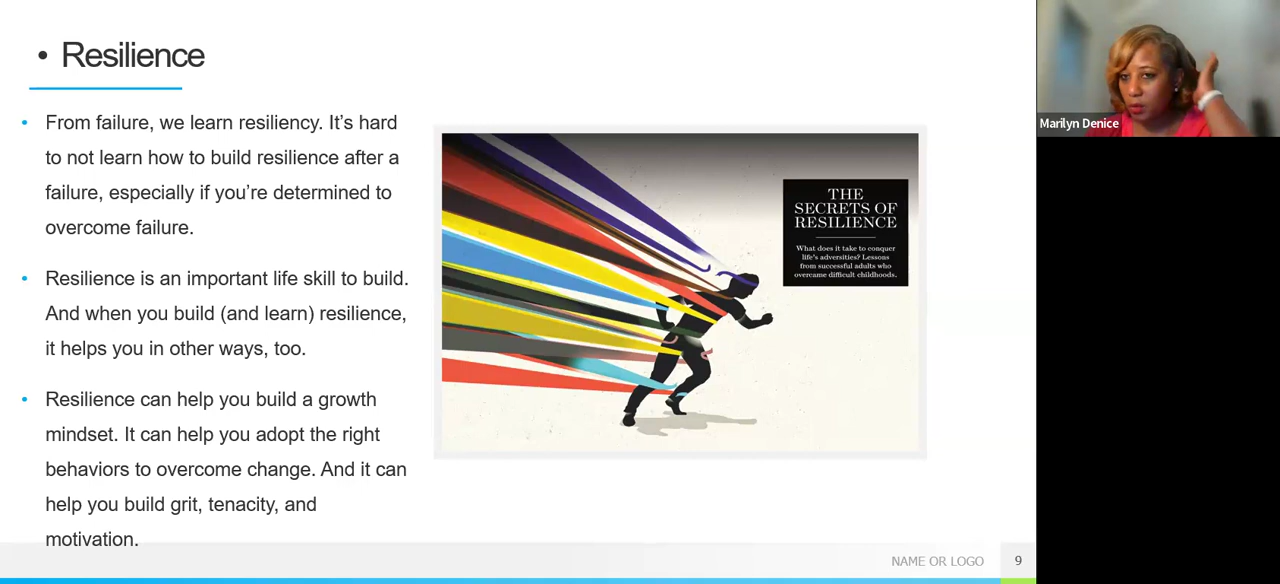 • Resilience
• From failure, we learn resiliency. It’s hard
to not learn how to build resilience after a
failure, especially if you’re determined to
overcome failure.
• Resilience is an important life skill to build.
And when you build (and learn) resilience,
it helps you in other ways, too.
• Resilience can help you build a growth
mindset. It can help you adopt the right
behaviors to overcome change. And it can
help you build grit, tenacity, and
motivation.
THE
SECRETS OF
RESILIENCE
What does it take to conquer
life's adversities? Lessons
from successful adults who
overcame difficult childhoods.
NAME OR LOGO
9
Marilyn Denice